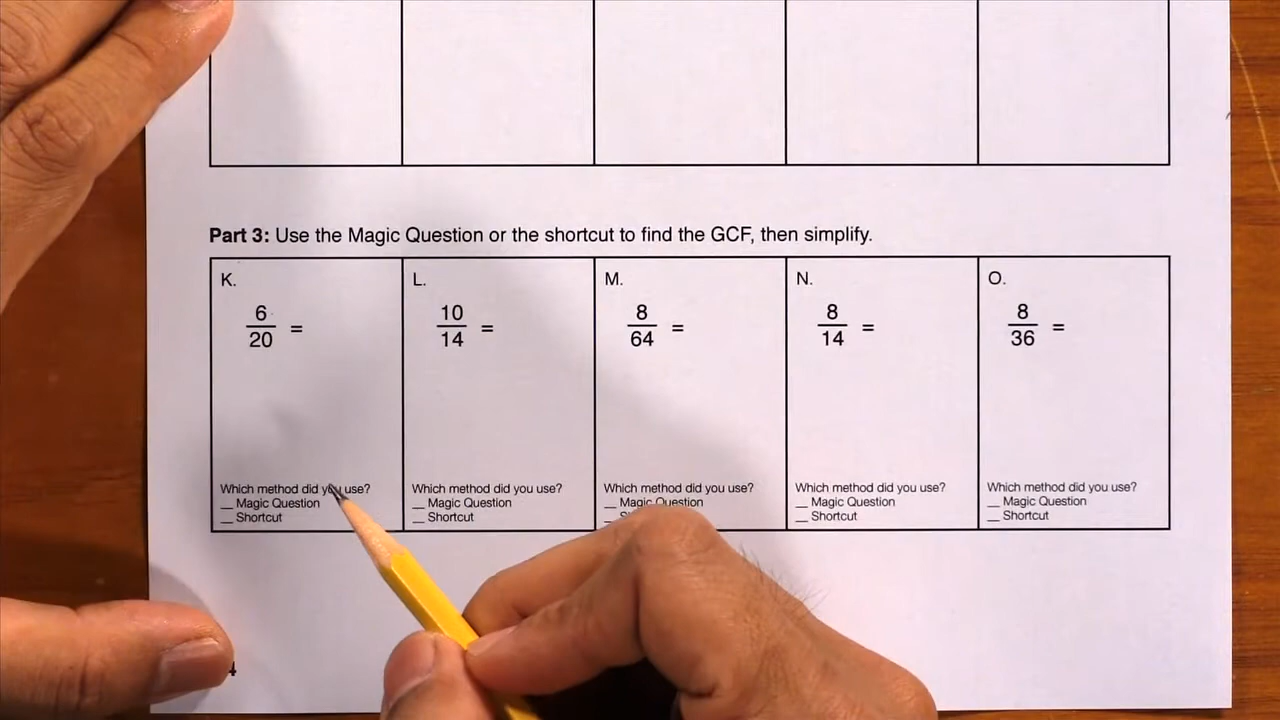 Part 3: Use the Magic Question or the shortcut to find the GCF, then simplify.
K.
6
20 =
Which method did you use?
__ Magic Question
__ Shortcut
L.
10
14 =
Which method did you use?
__ Magic Question
__ Shortcut
M.
8
64 =
Which method did you use?
__ Magic Question
N.
8
14 =
Which method did you use?
__ Magic Question
__ Shortcut
O.
8
36 =
Which method did you use?
__ Magic Question
__ Shortcut